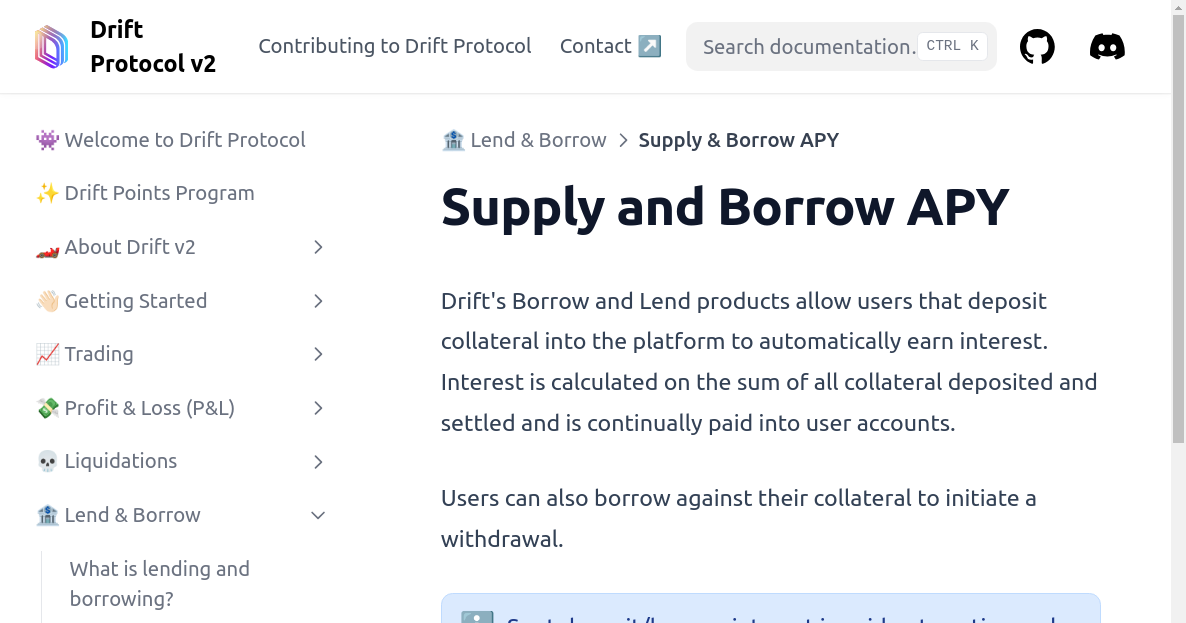 Drift
Protocol v2
Contributing to Drift Protocol
Contact ↗️
Search documentation.
CTRL K
👾 Welcome to Drift Protocol
✨ Drift Points Program
🏎️ About Drift v2
👋🏻 Getting Started
📈 Trading
💸 Profit & Loss (P&L)
💀 Liquidations
🏦 Lend & Borrow
What is lending and
borrowing?
🏦 Lend & Borrow > Supply & Borrow APY
Supply and Borrow APY
Drift's Borrow and Lend products allow users that deposit
collateral into the platform to automatically earn interest.
Interest is calculated on the sum of all collateral deposited and
settled and is continually paid into user accounts.
Users can also borrow against their collateral to initiate a
withdrawal.